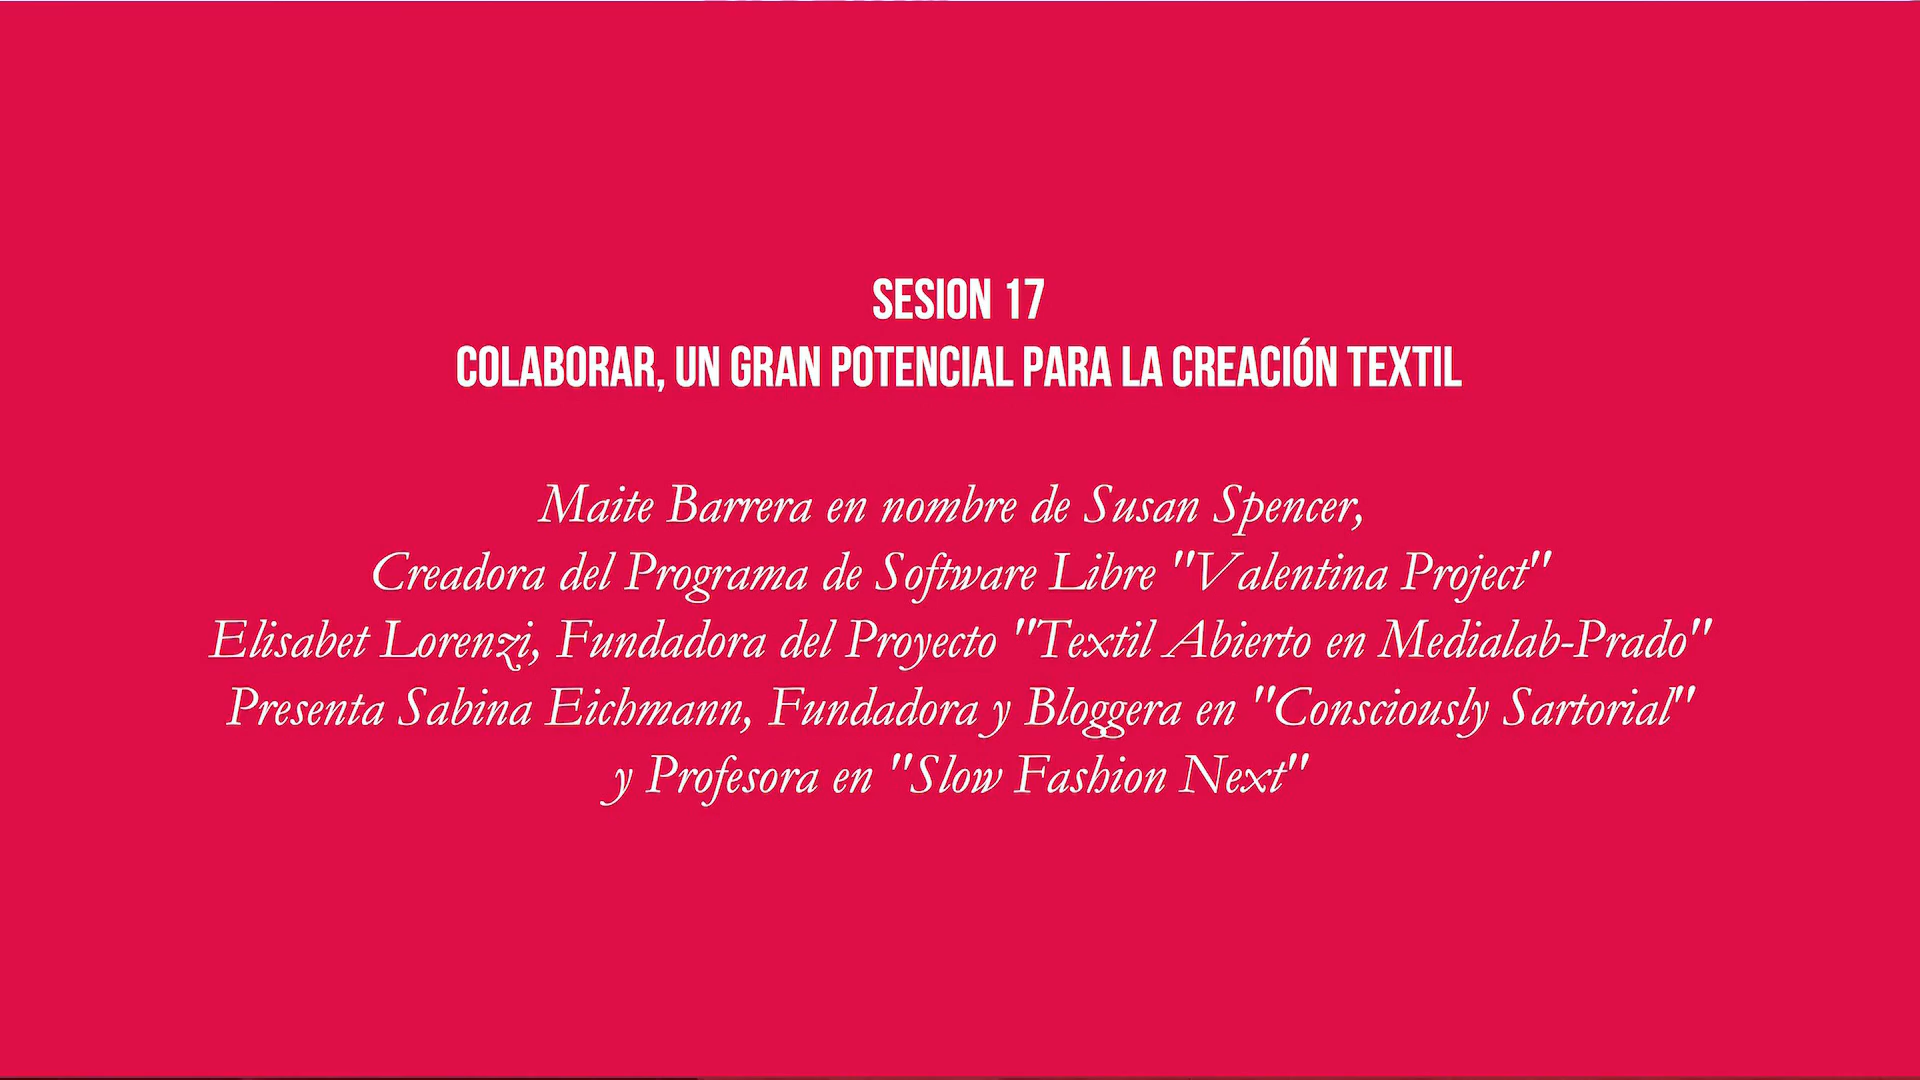 SESION 17
COLABORAR, UN GRAN POTENCIAL PARA LA CREACIÓN TEXTIL
Maite Barrera en nombre de Susan Spencer,
Creadora del Programa de Software Libre "Valentina Project"
Elisabet Lorenzi, Fundadora del Proyecto "Textil Abierto en Medialab-Prado"
Presenta Sabina Eichmann, Fundadora y Bloggera en "Consciously Sartorial"
y Profesora en "Slow Fashion Next"